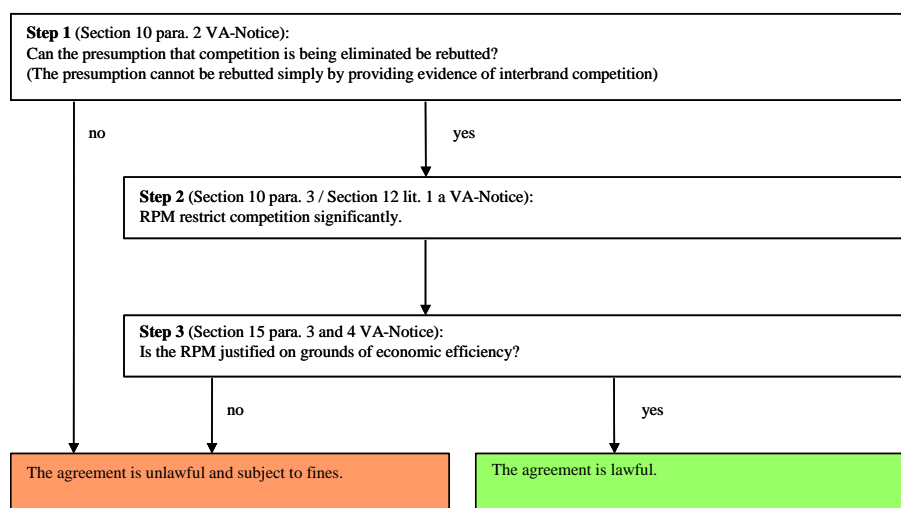 Step 1 (Section 10 para. 2 VA-Notice):
Can the presumption that competition is being eliminated be rebutted?
(The presumption cannot be rebutted simply by providing evidence of interbrand competition)
no
yes
Step 2 (Section 10 para. 3 / Section 12 lit. 1 a VA-Notice):
RPM restrict competition significantly.
Step 3 (Section 15 para. 3 and 4 VA-Notice):
Is the RPM justified on grounds of economic efficiency?
no
yes
The agreement is unlawful and subject to fines.
The agreement is lawful.